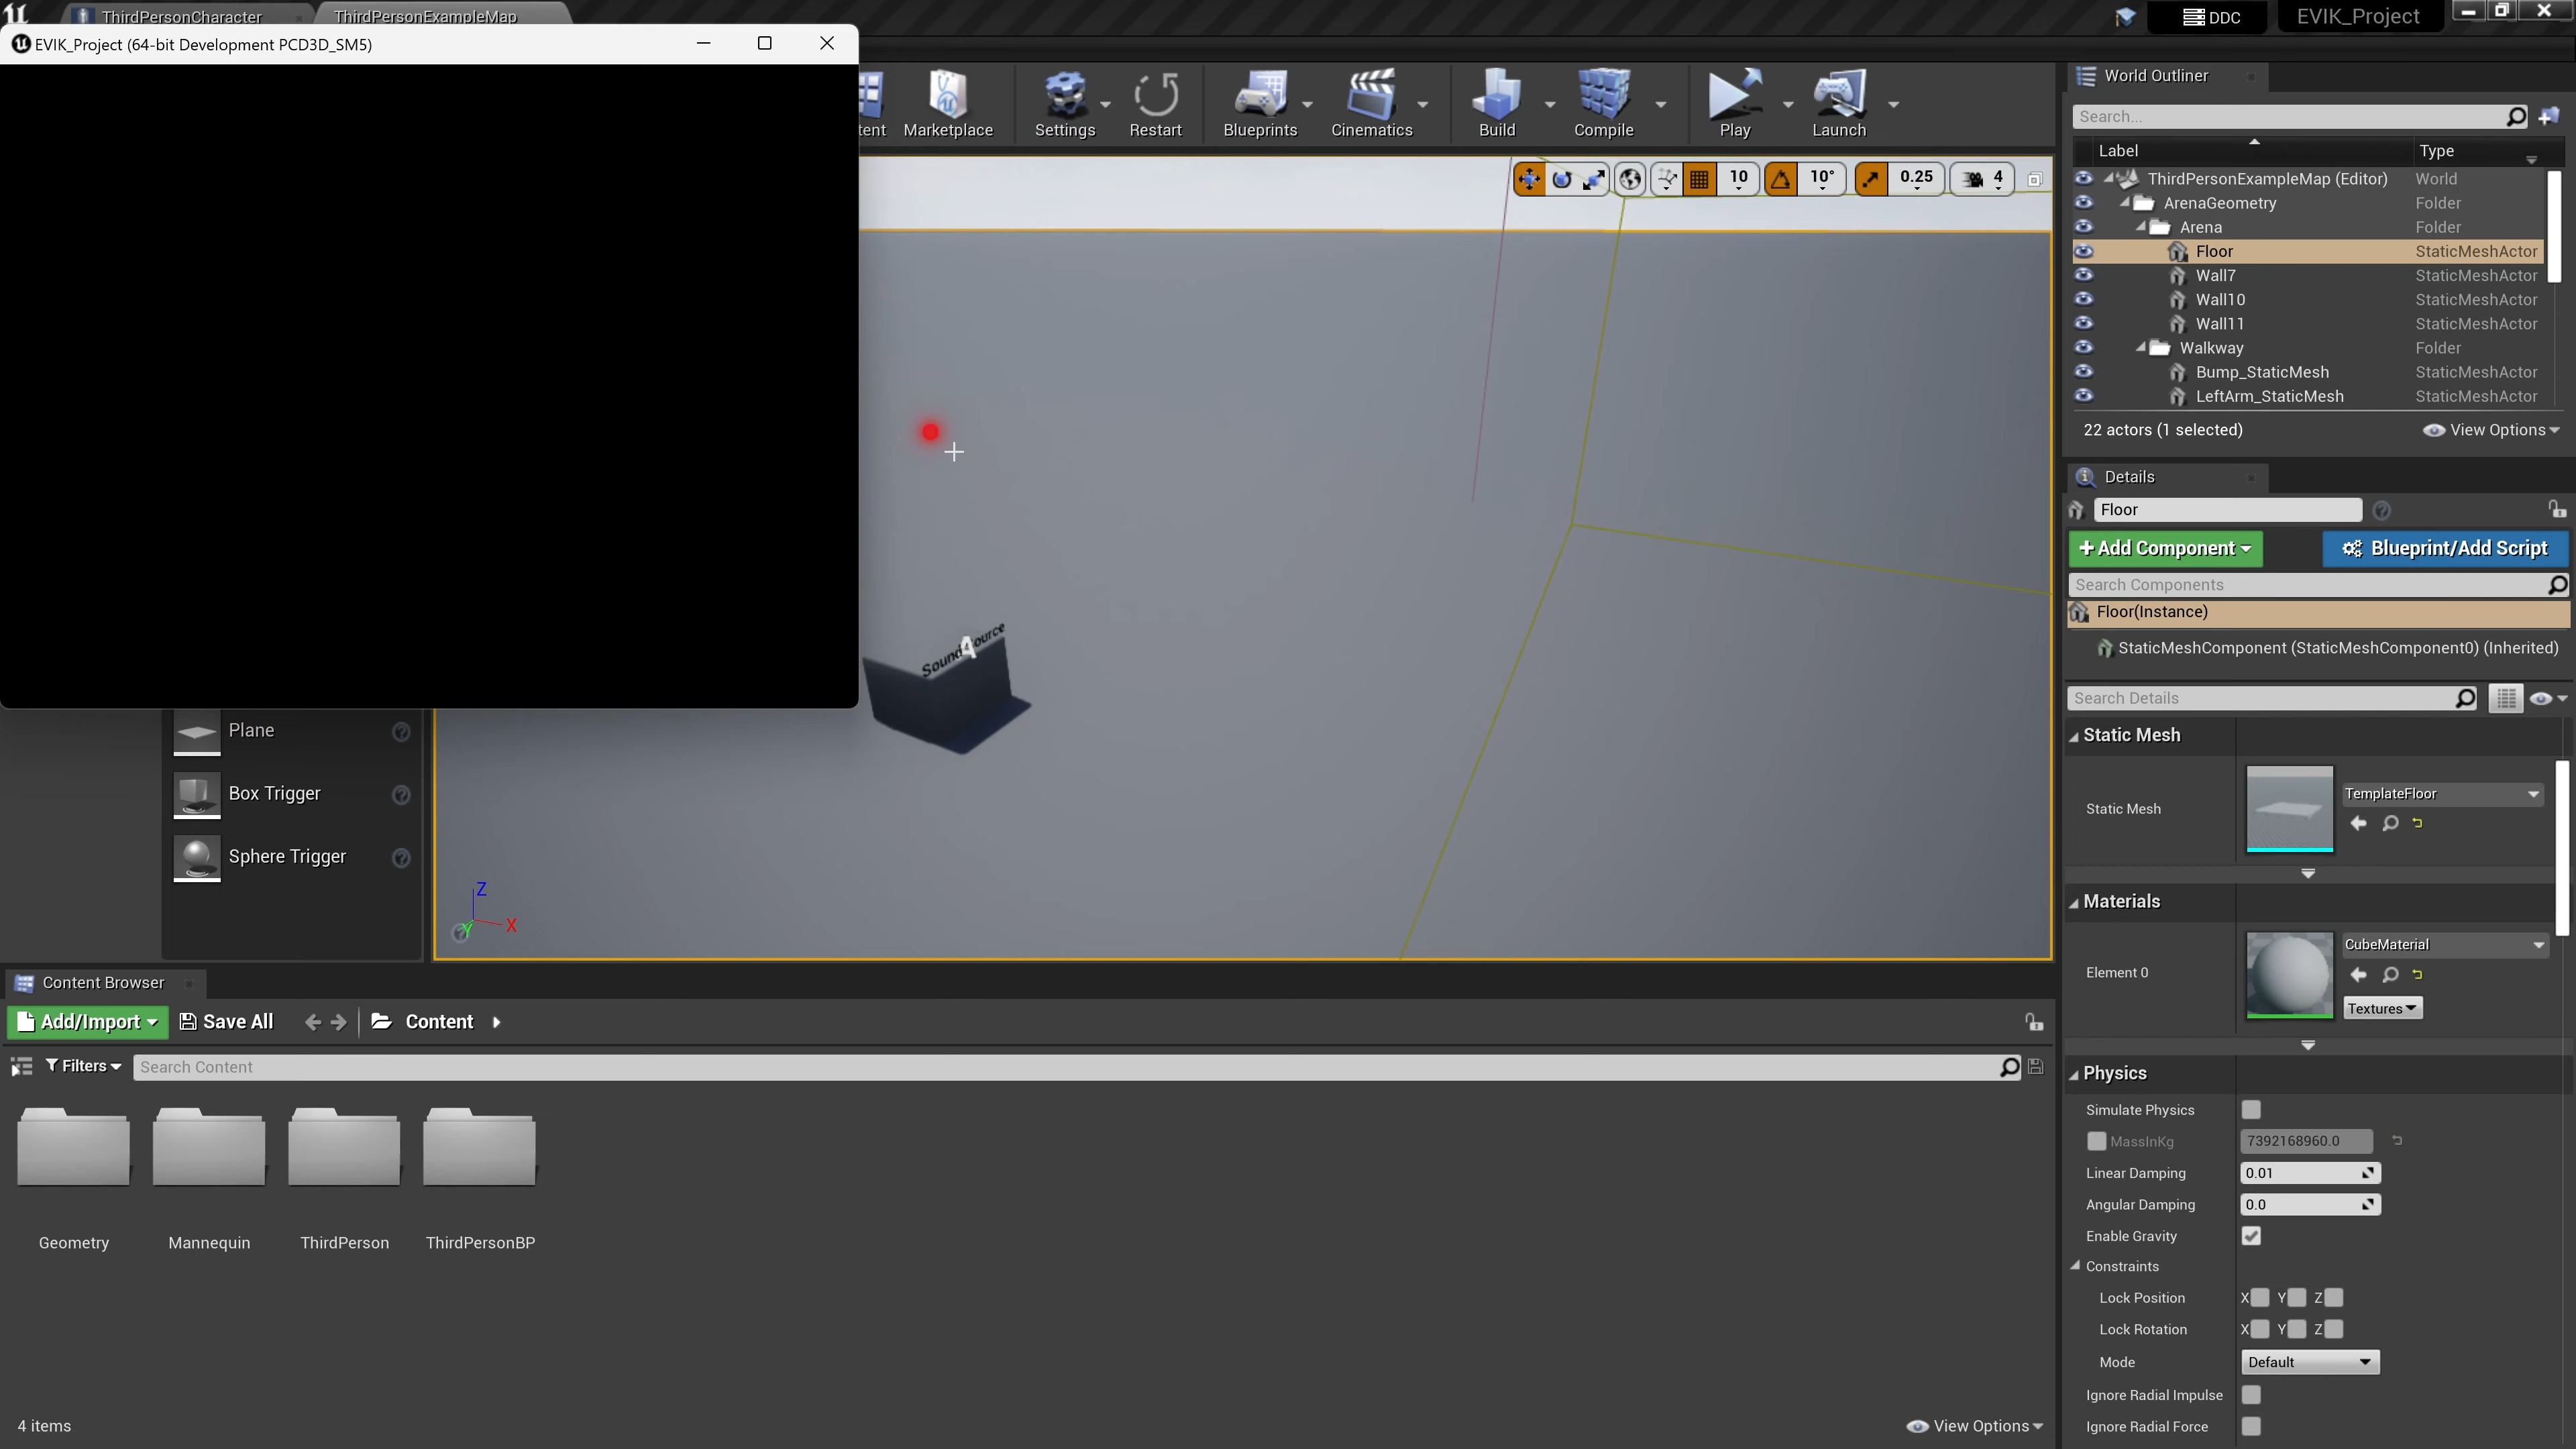 ThirdPersonCharacter
ThirdPersonExampleMap
DDC
EVIK_Project
EVIK_Project (64-bit Development PCD3D_SM5)
Marketplace
Settings
Restart
Blueprints
Cinematics
Build
Compile
Play
Launch
10
10°
0.25
4
Sound Source
Z
X
Y
Plane
Box Trigger
Sphere Trigger
World Outliner
Search...
Label Type
ThirdPersonExampleMap (Editor) World
ArenaGeometry Folder
Arena Folder
Floor StaticMeshActor
Wall7 StaticMeshActor
Wall10 StaticMeshActor
Wall11 StaticMeshActor
Walkway Folder
Bump_StaticMesh StaticMeshActor
LeftArm_StaticMesh StaticMeshActor
22 actors (1 selected)
View Options
Details
Floor
+Add Component
Blueprint/Add Script
Search Components
Floor(Instance)
StaticMeshComponent (StaticMeshComponent0) (Inherited)
Search Details
Static Mesh
Static Mesh
TemplateFloor
Materials
Element 0
CubeMaterial
Textures
Physics
Simulate Physics
MassInKg 7392168960.0
Linear Damping 0.01
Angular Damping 0.0
Enable Gravity
Constraints
Lock Position X Y Z
Lock Rotation X Y Z
Mode Default
Ignore Radial Impulse
Ignore Radial Force
Content Browser
Add/Import
Save All
Content
Filters
Search Content
Geometry
Mannequin
ThirdPerson
ThirdPersonBP
4 items
View Options